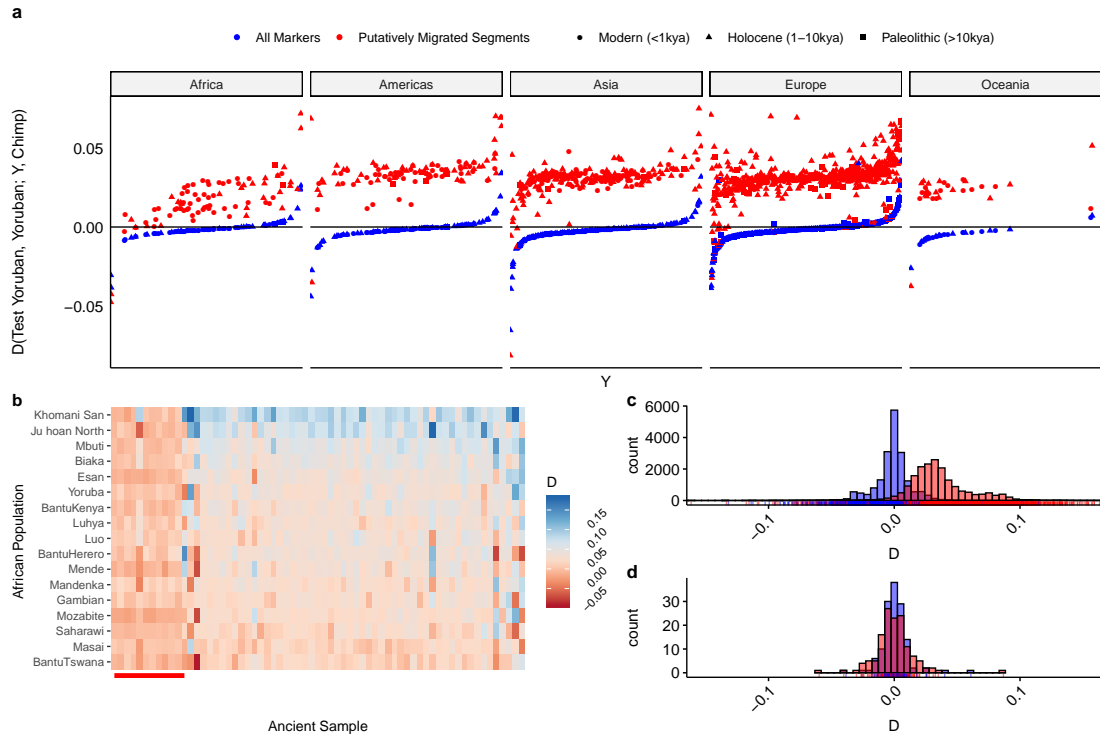 a
All Markers
Putatively Migrated Segments
Modern (<1kya)
Holocene (1−10kya)
Paleolithic (>10kya)
Africa
Americas
Asia
Europe
Oceania
D(Test Yoruban, Yoruban; Y, Chimp)
0.05
0.00
−0.05
Y
b
African Population
Khomani San
Ju hoan North
Mbuti
Biaka
Esan
Yoruba
BantuKenya
Luhya
Luo
BantuHerero
Mende
Mandenka
Gambian
Mozabite
Saharawi
Masai
BantuTswana
Ancient Sample
D
0.15
0.10
0.05
0.00
−0.05
c
count
6000
4000
2000
0
−0.1
0.0
0.1
D
d
count
30
20
10
0
−0.1
0.0
0.1
D